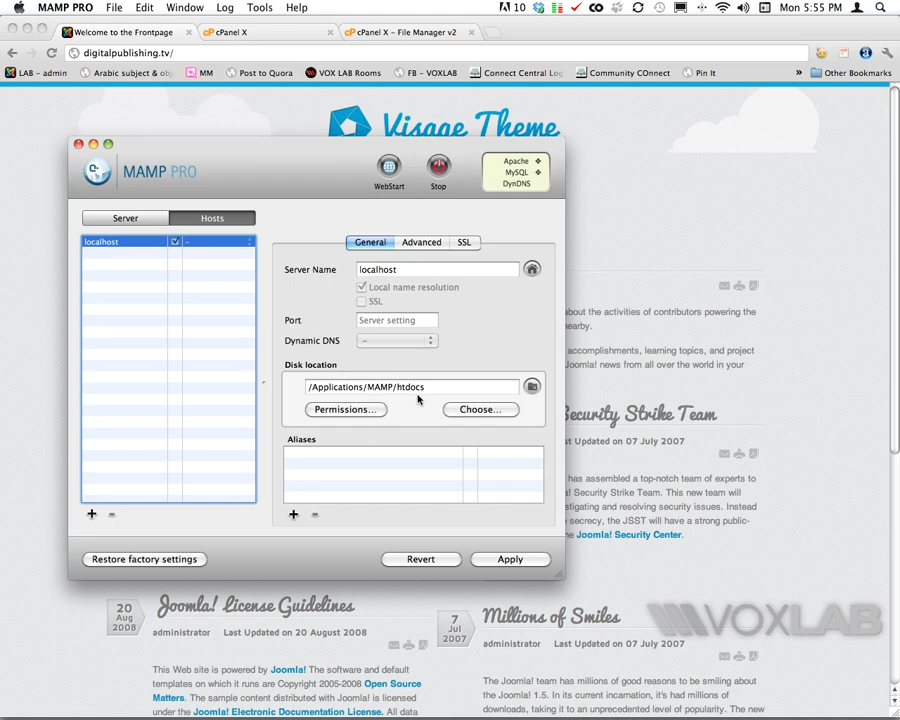 MAMP PRO File Edit Window Log Tools Help
10 Mon 5:55 PM
Welcome to the Frontpage
cPanel X
cPanel X - File Manager v2
digitalpublishing.tv/
LAB - admin
MM
Post to Quora
VOX LAB Rooms
FB - VOXLAB
Connect Central Log
Community COnnect
Pin It
» Other Bookmarks
Visage Theme
MAMP PRO
WebStart
Stop
Apache
MySQL
DynDNS
Server
Hosts
localhost
–
General
Advanced
SSL
Server Name
localhost
Local name resolution
SSL
Port
Server setting
Dynamic DNS
–
Disk location
/Applications/MAMP/htdocs
Permissions...
Choose...
Aliases
+ –
+ –
Restore factory settings
Revert
Apply
about the activities of contributors powering the
nearby.
accomplishments, learning topics, and project
Joomla! news from all over the world in your
Security Strike Team
Last Updated on 07 July 2007
has assembled a top-notch team of experts to
a! Security Strike Team. This new team will
stigating and resolving security issues. Instead
secrecy, the JSST will have a strong public-
Joomla! Security Center.
20
Aug
2008
Joomla! License Guidelines
administrator Last Updated on 20 August 2008
This Web site is powered by Joomla! The software and default
templates on which it runs are Copyright 2005-2008 Open Source
Matters. The sample content distributed with Joomla! is licensed
under the Joomla! Electronic Documentation License. All data
7
Jul
2007
Millions of Smiles
administrator Last Updated on 07 July 2007
The Joomla! team has millions of good reasons to be smiling about
the Joomla! 1.5. In its current incarnation, it's had millions of
downloads, taking it to an unprecedented level of popularity. The new
VOXLAB